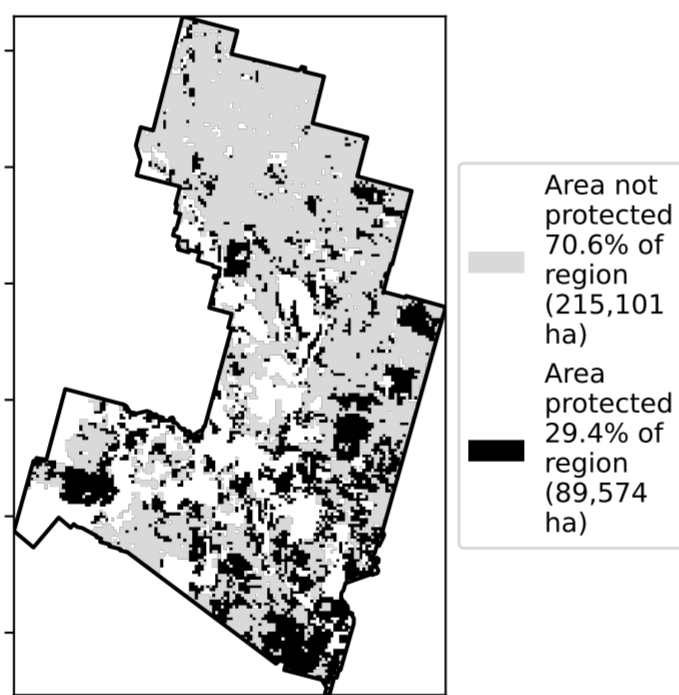 Area not
protected
70.6% of
region
(215,101
ha)
Area
protected
29.4% of
region
(89,574
ha)